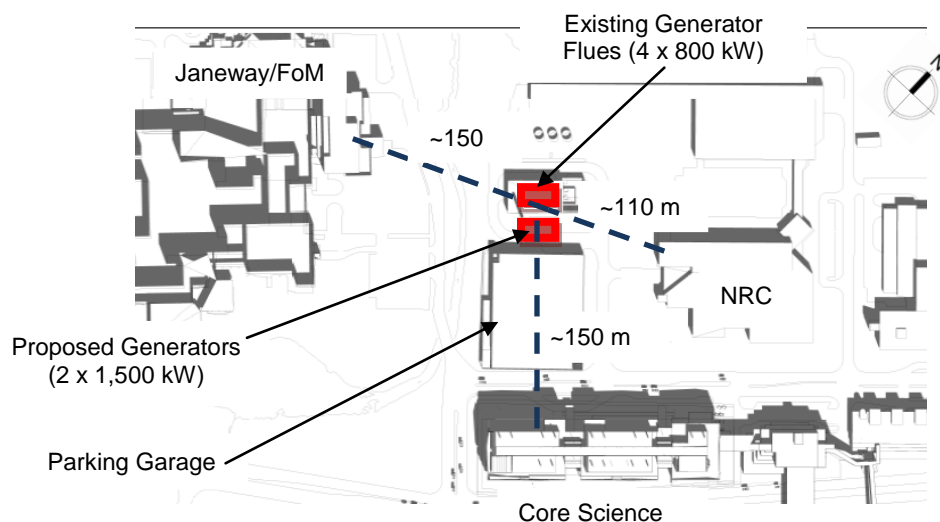 Existing Generator
Flues (4 x 800 kW)
Janeway/FoM
N
~150
~110 m
NRC
Proposed Generators
(2 x 1,500 kW)
~150 m
Parking Garage
Core Science